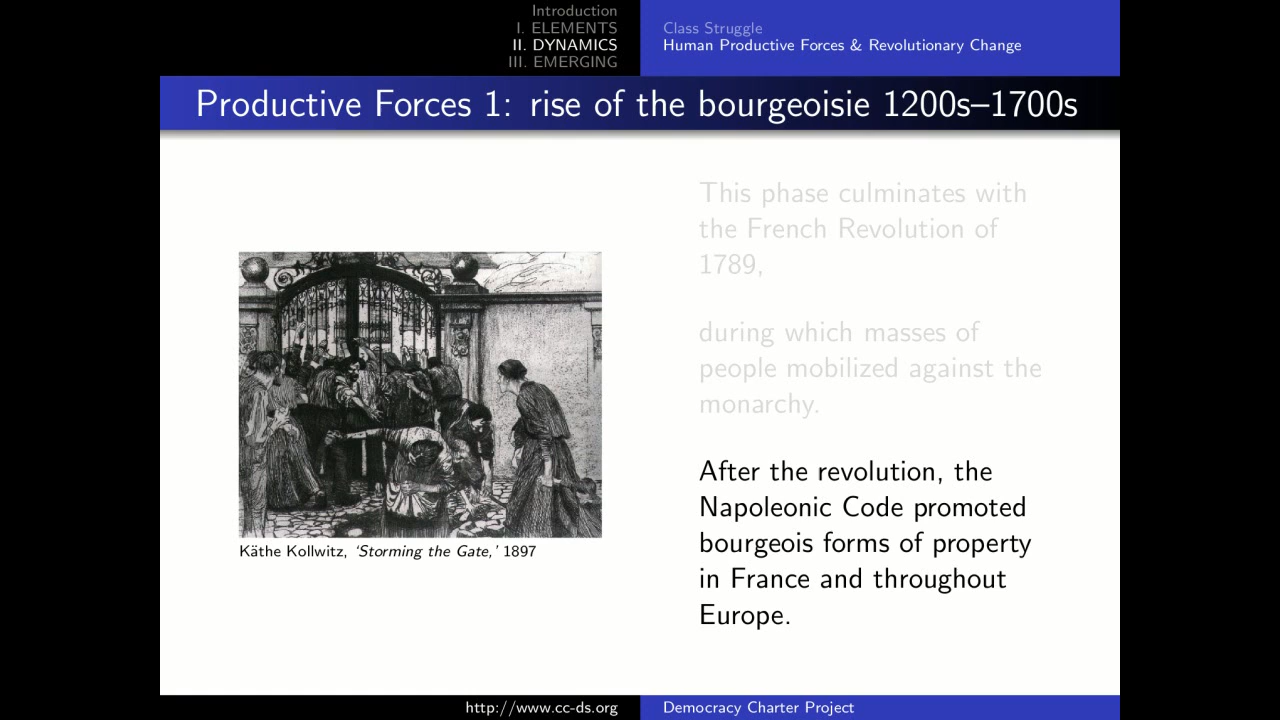 Introduction
I. ELEMENTS
II. DYNAMICS
III. EMERGING
Class Struggle
Human Productive Forces & Revolutionary Change
Productive Forces 1: rise of the bourgeoisie 1200s–1700s
This phase culminates with
the French Revolution of
1789,
during which masses of
people mobilized against the
monarchy.
After the revolution, the
Napoleonic Code promoted
bourgeois forms of property
in France and throughout
Europe.
Käthe Kollwitz, ‘Storming the Gate,’ 1897
http://www.cc-ds.org
Democracy Charter Project